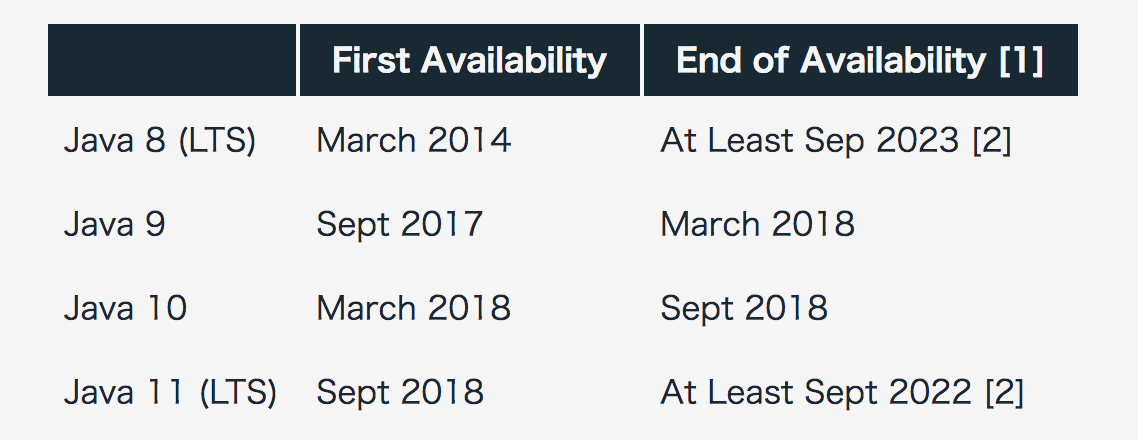 First Availability End of Availability [1]
Java 8 (LTS) March 2014 At Least Sep 2023 [2]
Java 9 Sept 2017 March 2018
Java 10 March 2018 Sept 2018
Java 11 (LTS) Sept 2018 At Least Sept 2022 [2]